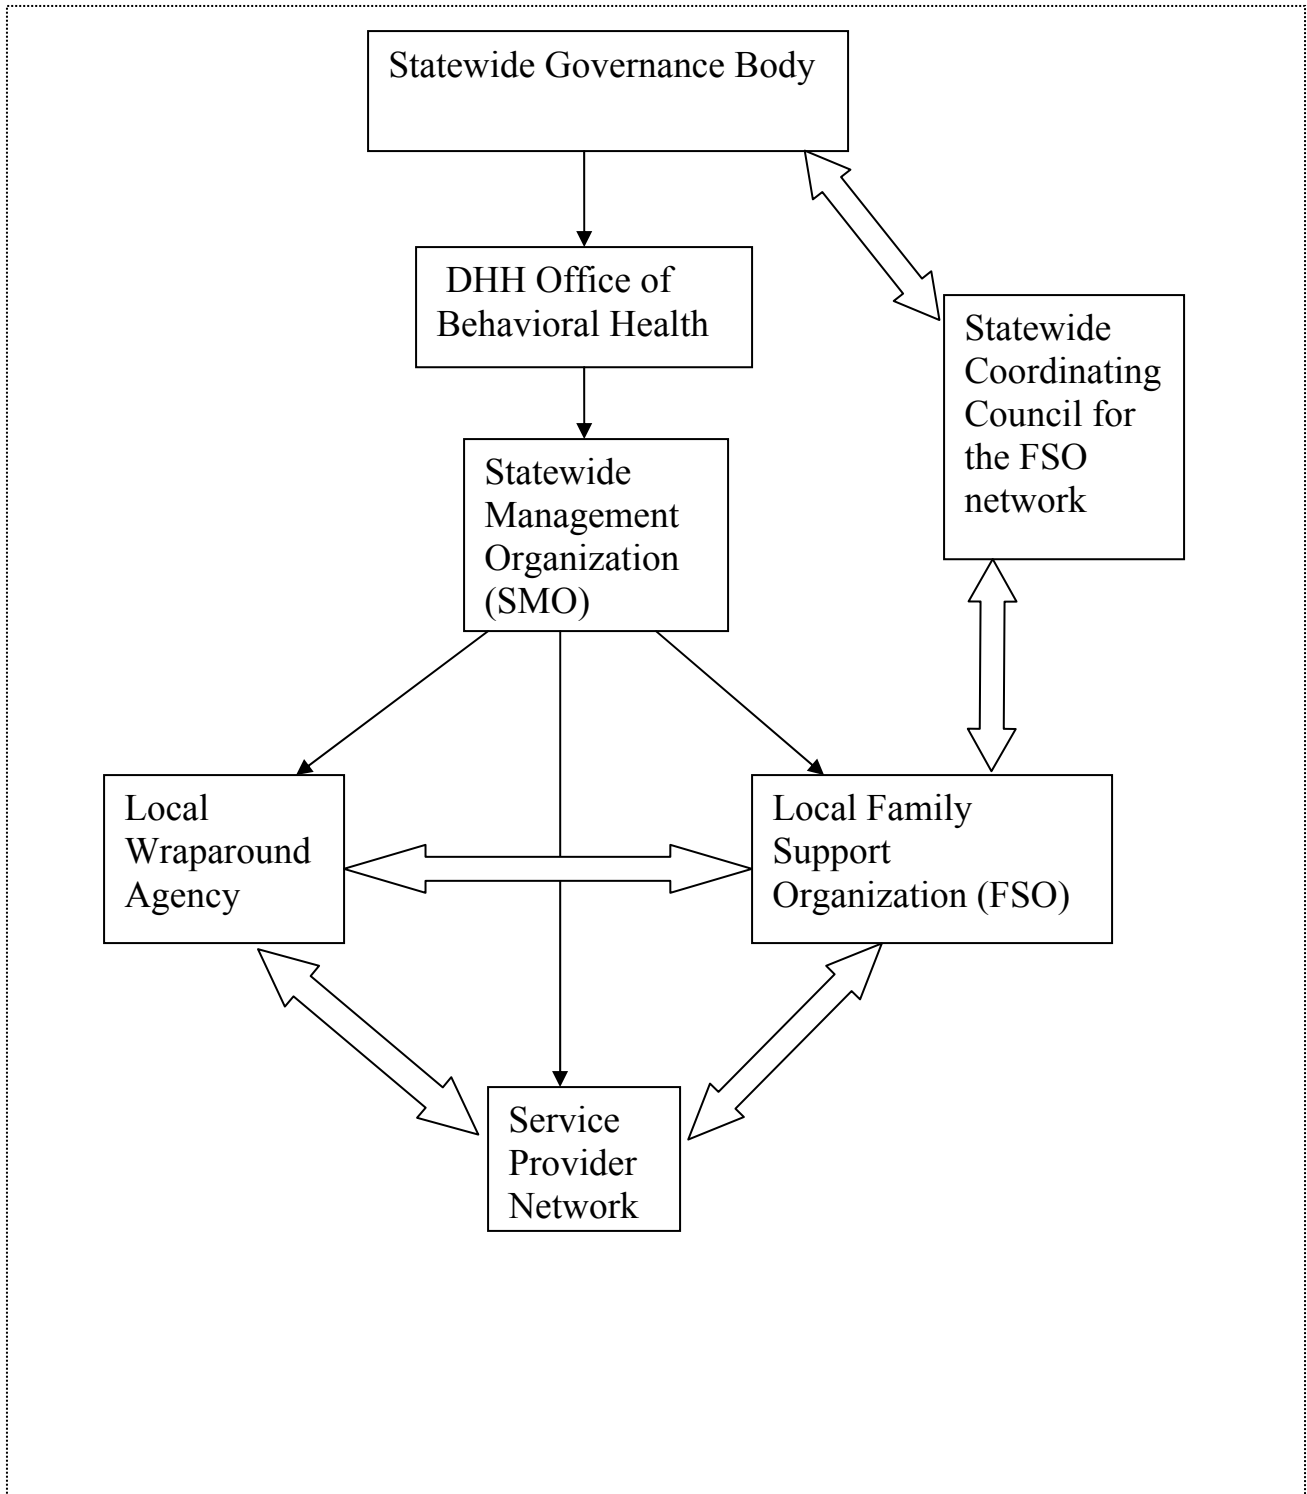 Statewide Governance Body
DHH Office of
Behavioral Health
Statewide
Coordinating
Council for
the FSO
network
Statewide
Management
Organization
(SMO)
Local
Wraparound
Agency
Local Family
Support
Organization (FSO)
Service
Provider
Network